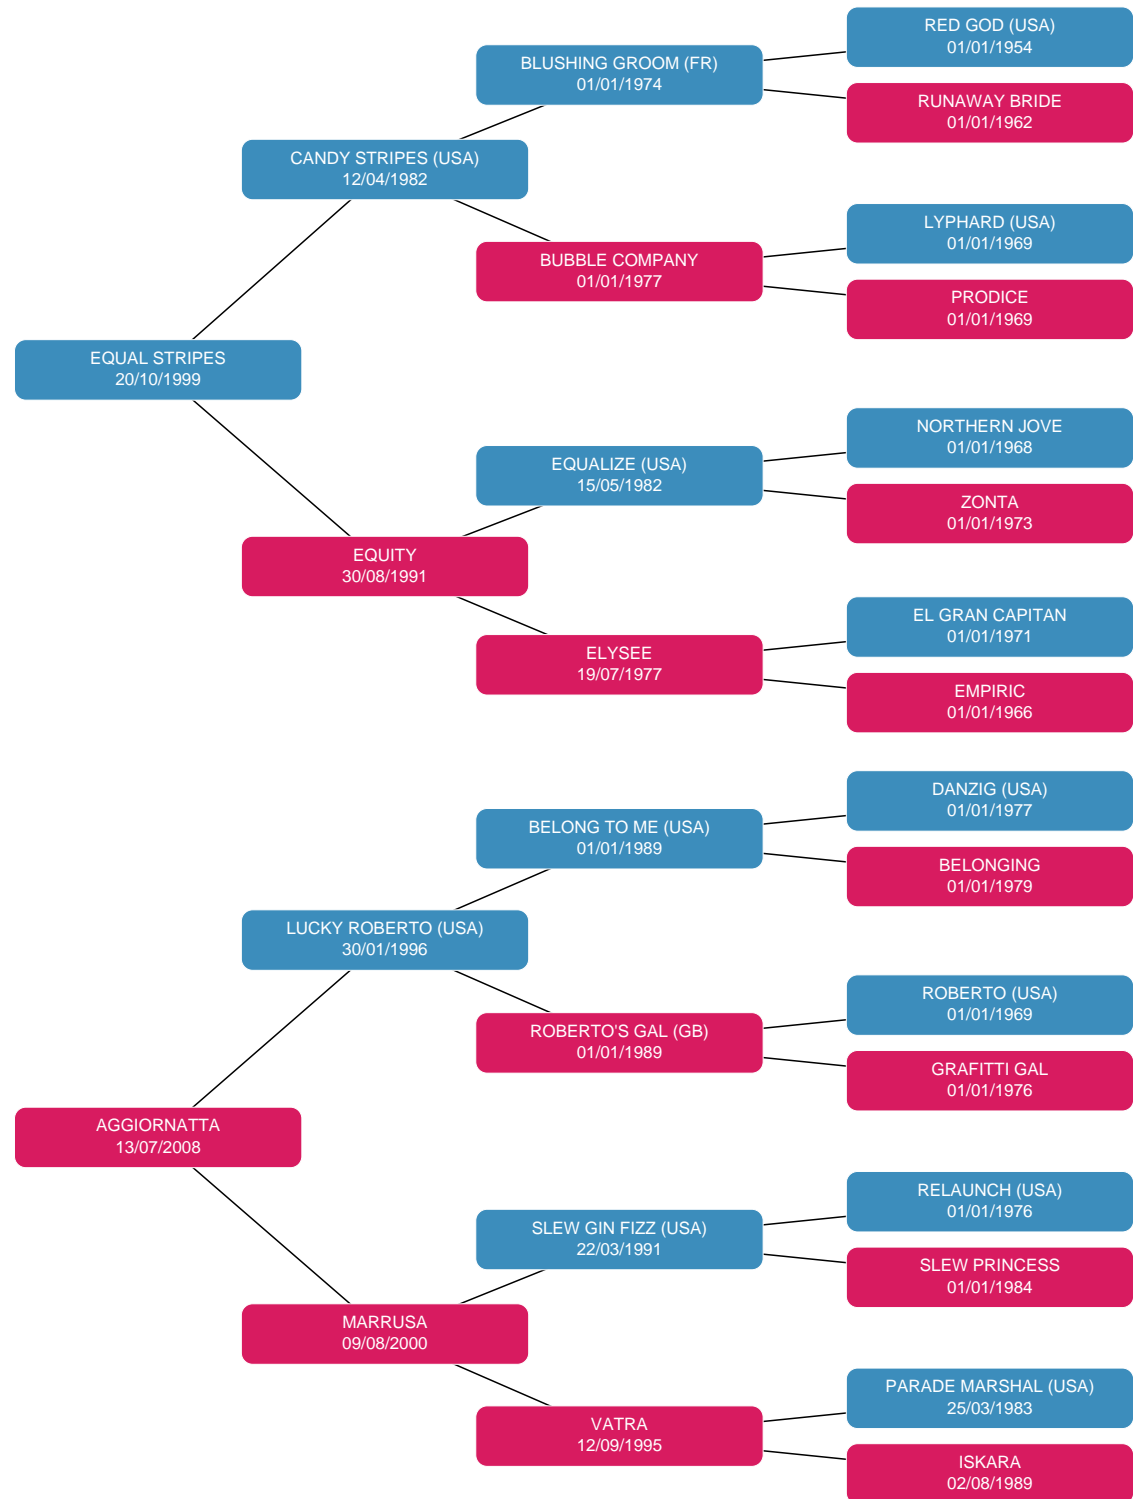 RED GOD (USA)
01/01/1954
BLUSHING GROOM (FR)
01/01/1974
RUNAWAY BRIDE
01/01/1962
CANDY STRIPES (USA)
12/04/1982
LYPHARD (USA)
01/01/1969
BUBBLE COMPANY
01/01/1977
PRODICE
01/01/1969
EQUAL STRIPES
20/10/1999
NORTHERN JOVE
01/01/1968
EQUALIZE (USA)
15/05/1982
ZONTA
01/01/1973
EQUITY
30/08/1991
EL GRAN CAPITAN
01/01/1971
ELYSEE
19/07/1977
EMPIRIC
01/01/1966
DANZIG (USA)
01/01/1977
BELONG TO ME (USA)
01/01/1989
BELONGING
01/01/1979
LUCKY ROBERTO (USA)
30/01/1996
ROBERTO (USA)
01/01/1969
ROBERTO'S GAL (GB)
01/01/1989
GRAFITTI GAL
01/01/1976
AGGIORNATTA
13/07/2008
RELAUNCH (USA)
01/01/1976
SLEW GIN FIZZ (USA)
22/03/1991
SLEW PRINCESS
01/01/1984
MARRUSA
09/08/2000
PARADE MARSHAL (USA)
25/03/1983
VATRA
12/09/1995
ISKARA
02/08/1989